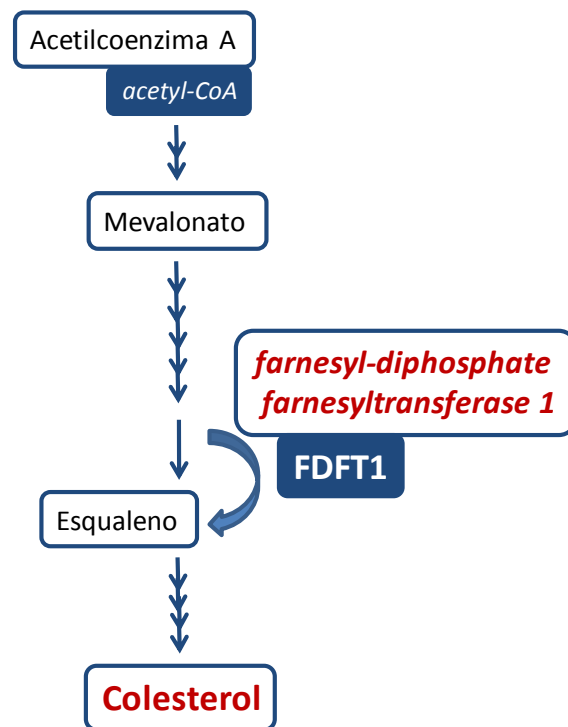 Acetilcoenzima A
acetyl-CoA
Mevalonato
farnesyl-diphosphate
farnesyltransferase 1
FDFT1
Esqualeno
Colesterol